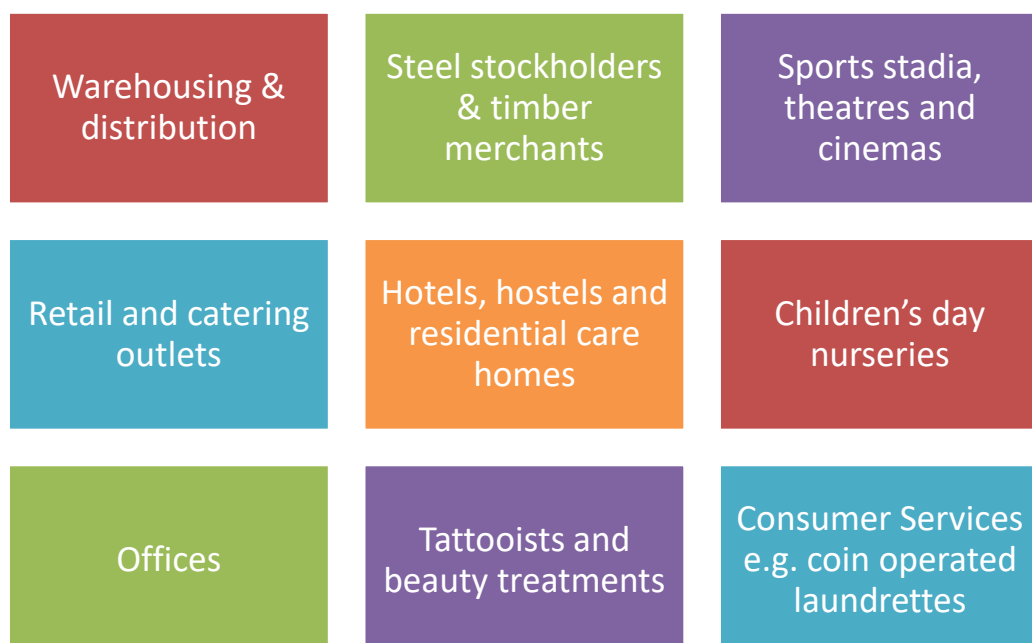 Warehousing &
distribution
Steel stockholders
& timber
merchants
Sports stadia,
theatres and
cinemas
Retail and catering
outlets
Hotels, hostels and
residential care
homes
Children’s day
nurseries
Offices
Tattooists and
beauty treatments
Consumer Services
e.g. coin operated
laundrettes